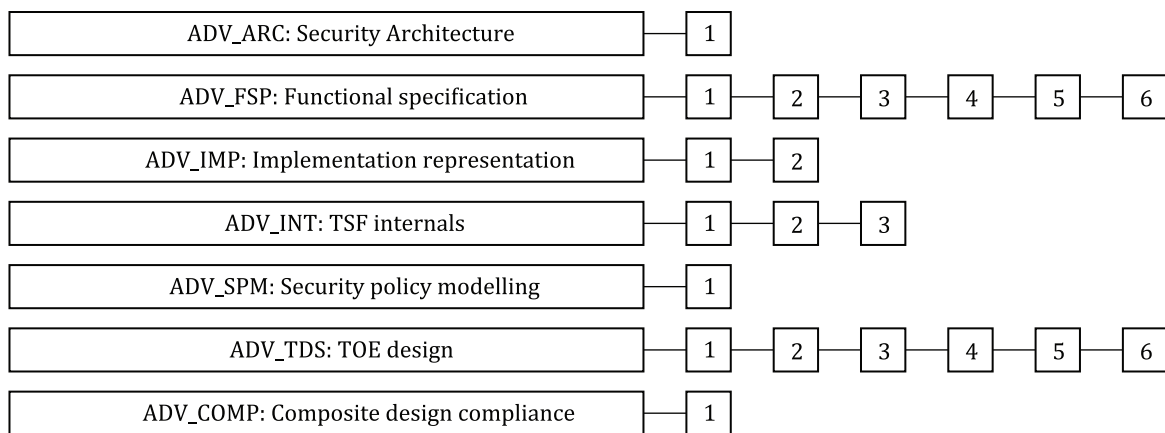 ADV_ARC: Security Architecture 1
ADV_FSP: Functional specification 1 2 3 4 5 6
ADV_IMP: Implementation representation 1 2
ADV_INT: TSF internals 1 2 3
ADV_SPM: Security policy modelling 1
ADV_TDS: TOE design 1 2 3 4 5 6
ADV_COMP: Composite design compliance 1